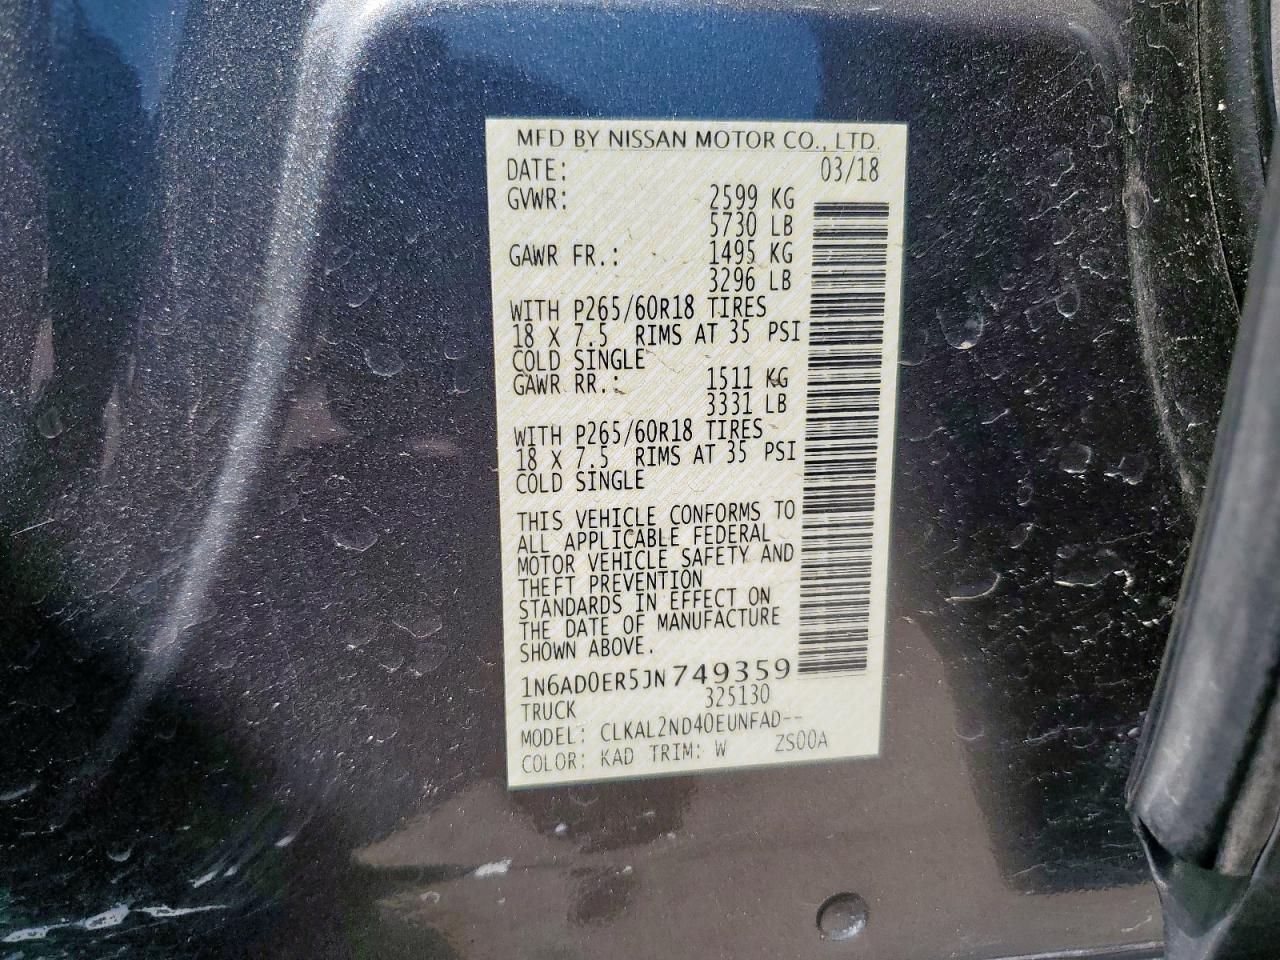 MFD BY NISSAN MOTOR CO., LTD.
DATE: 03/18
GVWR: 2599 KG
5730 LB
GAWR FR.: 1495 KG
3296 LB
WITH P265/60R18 TIRES
18 X 7.5 RIMS AT 35 PSI
COLD SINGLE
GAWR RR.: 1511 KG
3331 LB
WITH P265/60R18 TIRES
18 X 7.5 RIMS AT 35 PSI
COLD SINGLE
THIS VEHICLE CONFORMS TO
ALL APPLICABLE FEDERAL
MOTOR VEHICLE SAFETY AND
THEFT PREVENTION
STANDARDS IN EFFECT ON
THE DATE OF MANUFACTURE
SHOWN ABOVE.
1N6AD0ER5JN749359
TRUCK 325130
MODEL: CLKAL2ND40EUNFAD--
COLOR: KAD TRIM: W ZS00A